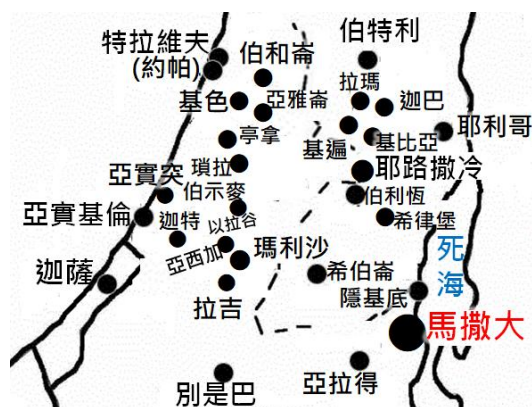 特拉維夫
(約帕)
伯和崙
伯特利
拉瑪
基色
亞雅崙
迦巴
耶利哥
亭拿
基遍
基比亞
瑣拉
耶路撒冷
亞實突
伯示麥
伯利恆
亞實基倫
迦特
以拉谷
希律堡
亞西加
瑪利沙
死海
迦薩
希伯崙
隱基底
拉吉
馬撒大
別是巴
亞拉得